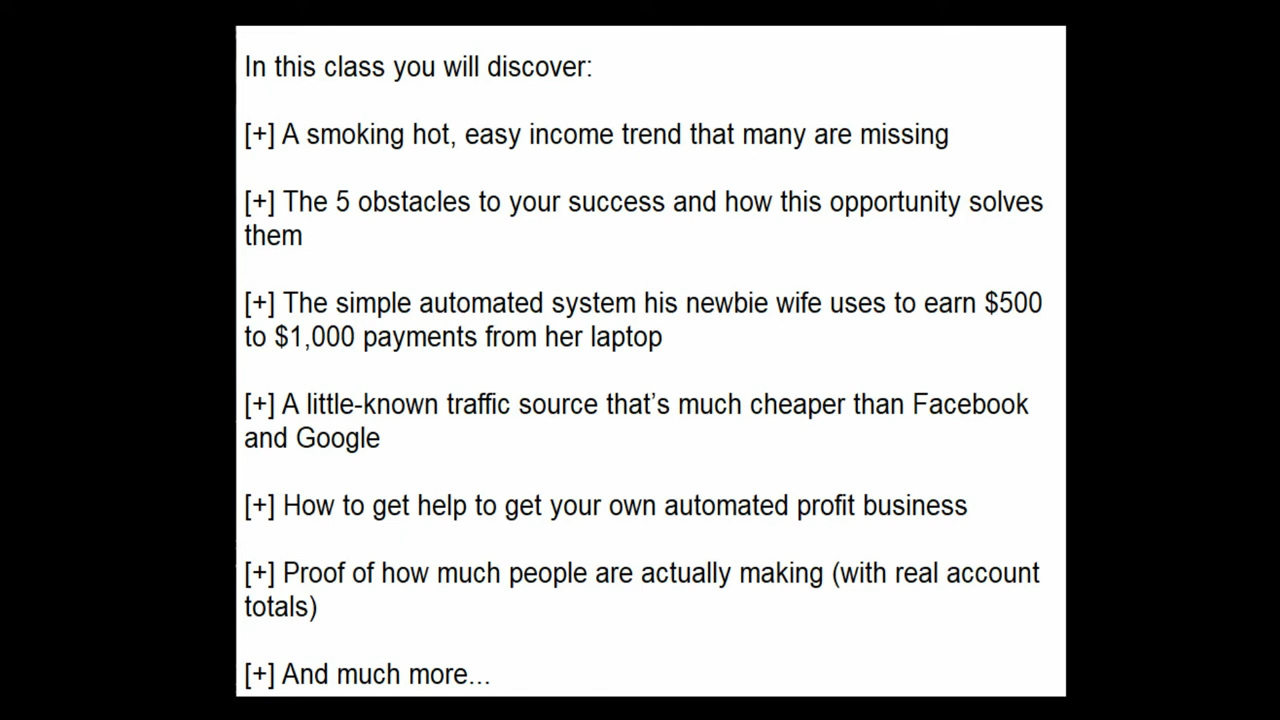 In this class you will discover:
[+] A smoking hot, easy income trend that many are missing
[+] The 5 obstacles to your success and how this opportunity solves
them
[+] The simple automated system his newbie wife uses to earn $500
to $1,000 payments from her laptop
[+] A little-known traffic source that’s much cheaper than Facebook
and Google
[+] How to get help to get your own automated profit business
[+] Proof of how much people are actually making (with real account
totals)
[+] And much more...